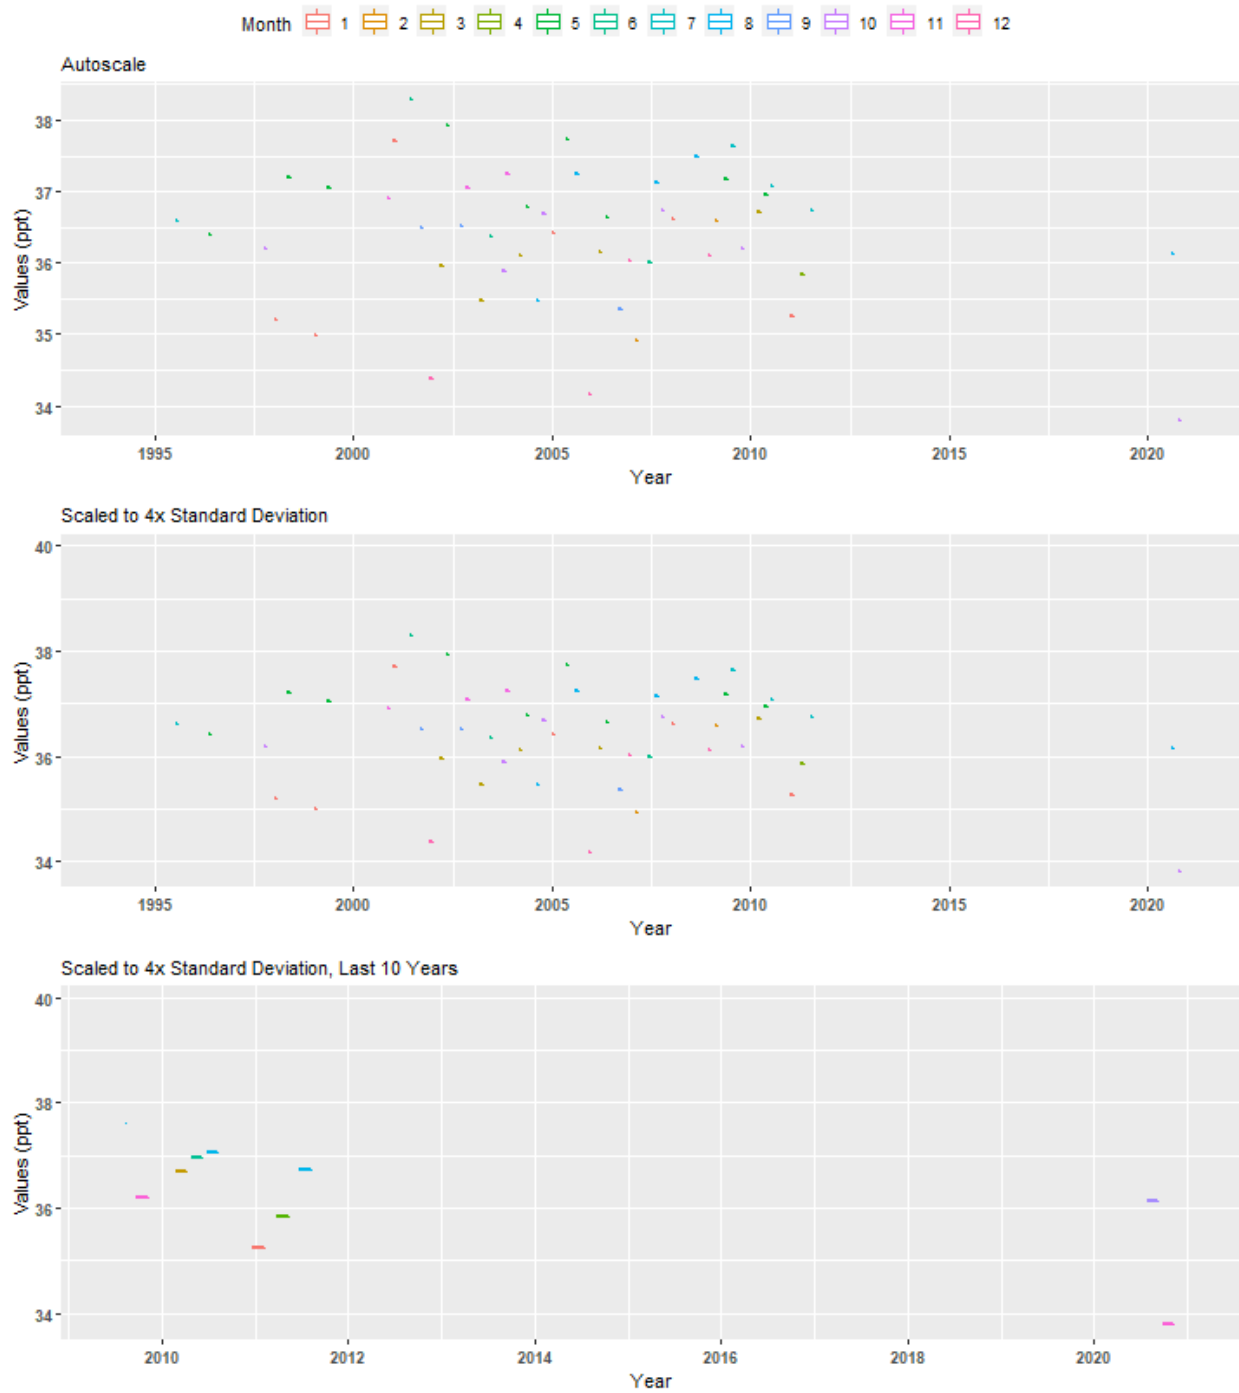 Month 1 2 3 4 5 6 7 8 9 10 11 12
Autoscale
38
37
36
35
34
Values (ppt)
1995 2000 2005 2010 2015 2020
Year
Scaled to 4x Standard Deviation
40
38
36
34
Values (ppt)
1995 2000 2005 2010 2015 2020
Year
Scaled to 4x Standard Deviation, Last 10 Years
40
38
36
34
Values (ppt)
2010 2012 2014 2016 2018 2020
Year